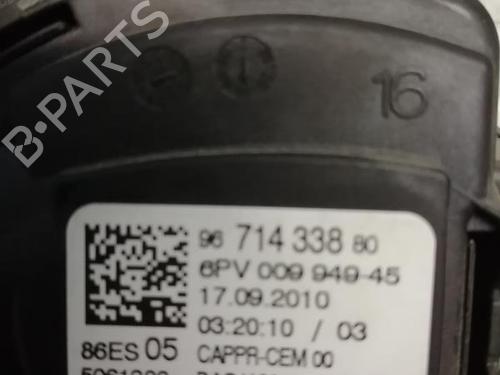 B-PARTS
16
96 714 338 80
6PV 009 949-45
17.09.2010
03:20:10 / 03
86ES 05 CAPPR-CEM 00